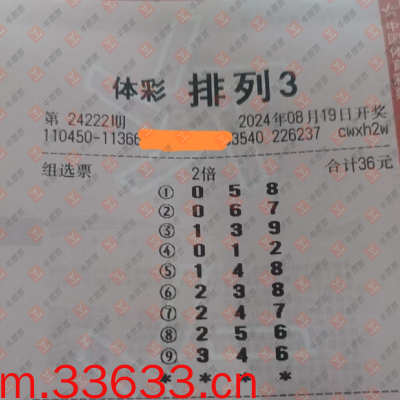 体彩 排列3
第 24222期 2024年08月19日开奖
110450-11366 3540 226237 cwxh2w
组选票 2倍 合计36元
① 0 5 8
② 0 6 7
③ 1 3 9
④ 0 1 2
⑤ 1 4 8
⑥ 2 3 8
⑦ 2 4 7
⑧ 2 5 6
⑨ 3 4 6
* * * *
m.33633.cn